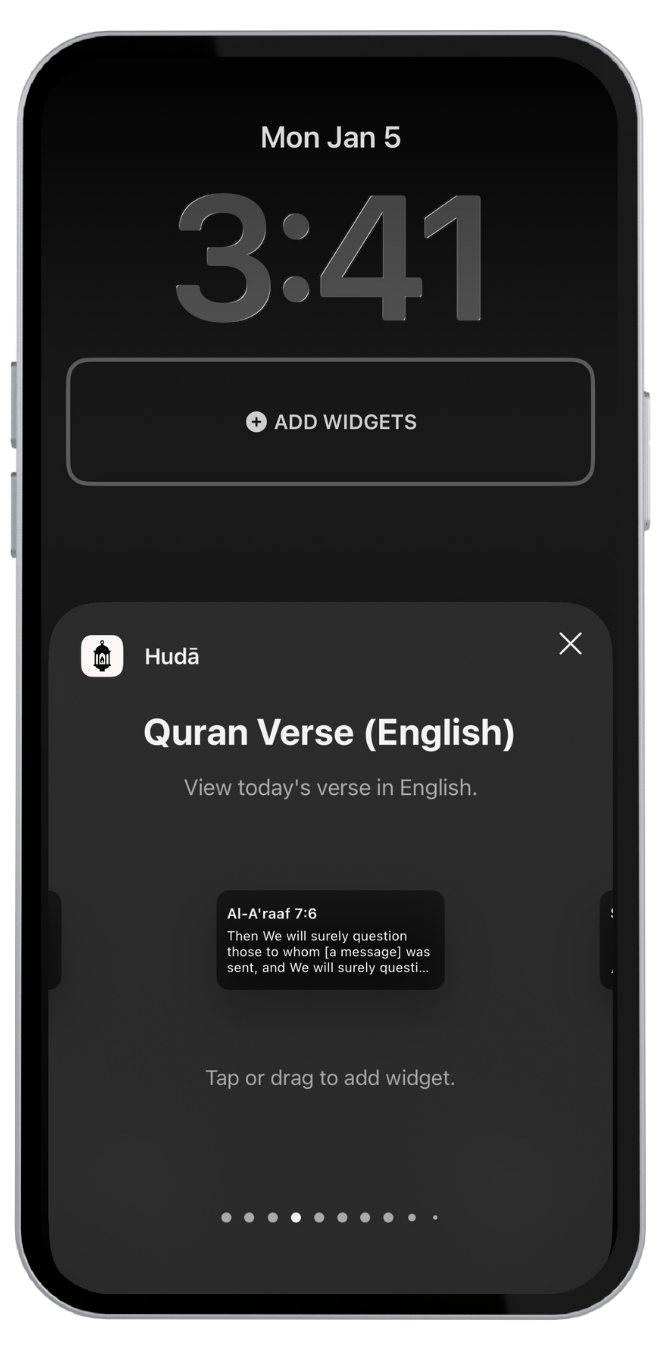 Mon Jan 5
3:41
ADD WIDGETS
Hudā
Quran Verse (English)
View today's verse in English.
Al-A'raaf 7:6
Then We will surely question
those to whom [a message] was
sent, and We will surely questi...
Tap or drag to add widget.